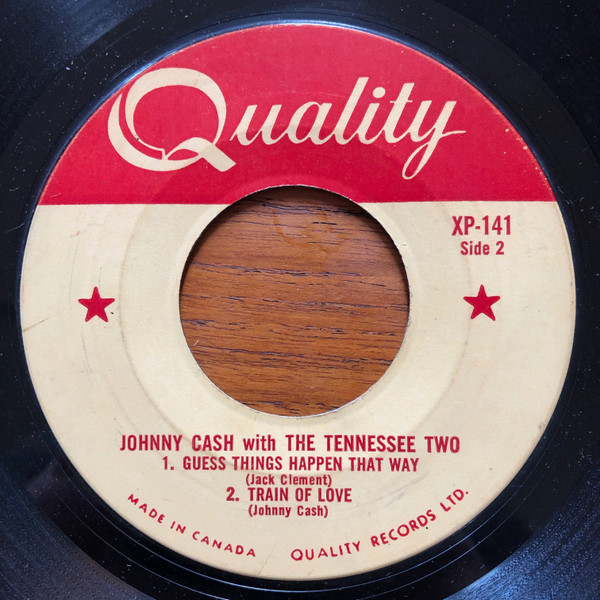 Quality
XP-141
Side 2
JOHNNY CASH with THE TENNESSEE TWO
1. GUESS THINGS HAPPEN THAT WAY
(Jack Clement)
2. TRAIN OF LOVE
(Johnny Cash)
MADE IN CANADA QUALITY RECORDS LTD.